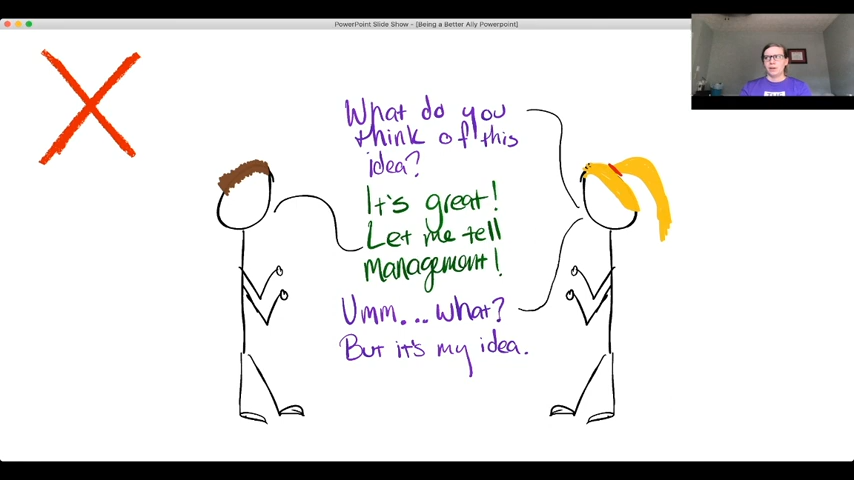 PowerPoint Slide Show - [Being a Better Ally Powerpoint]
What do you
think of this
idea?
It's great!
Let me tell
management!
Umm... what?
But it's my idea.